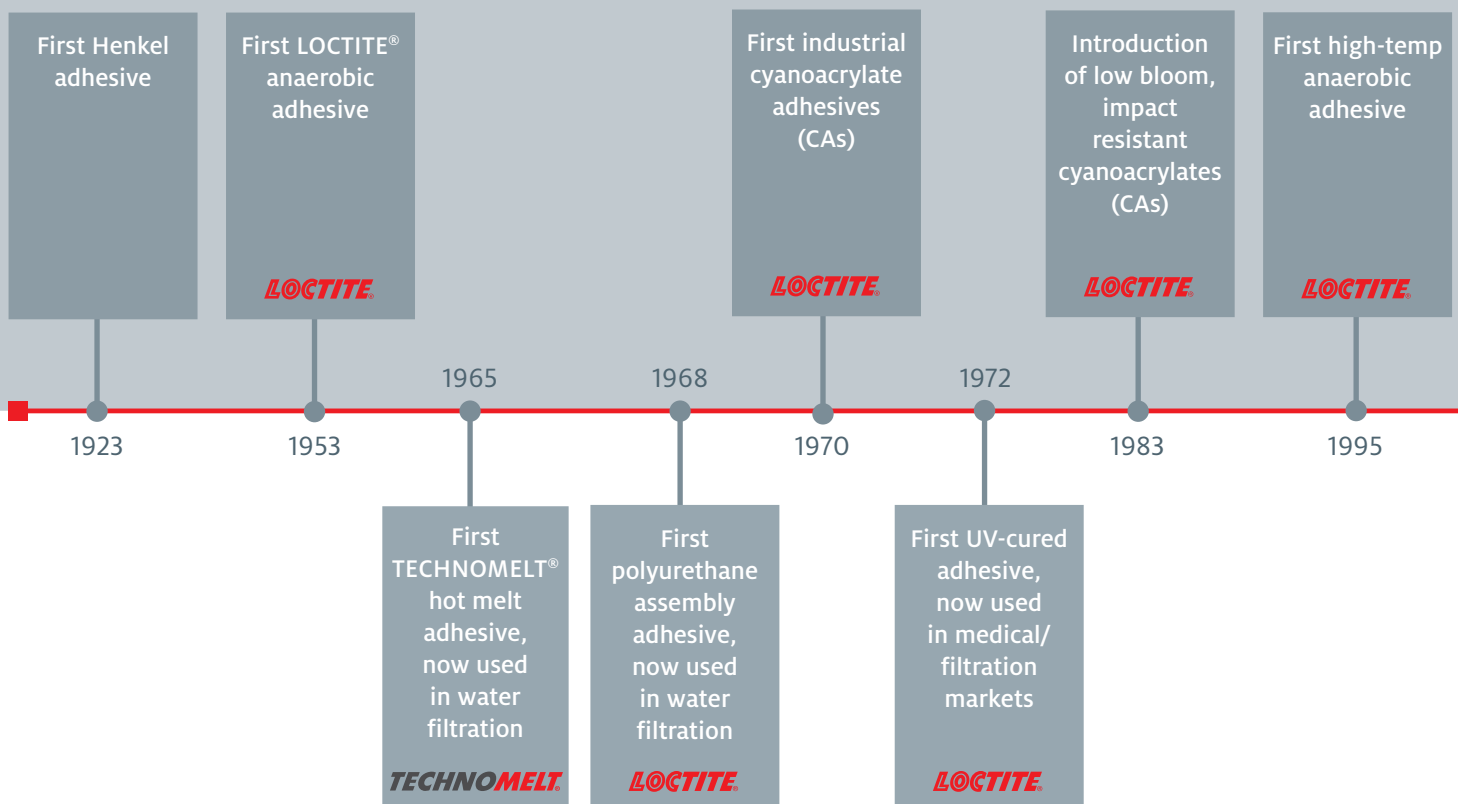 First Henkel
adhesive
First LOCTITE®
anaerobic
adhesive
LOCTITE®
First industrial
cyanoacrylate
adhesives
(CAs)
LOCTITE®
Introduction
of low bloom,
impact
resistant
cyanoacrylates
(CAs)
LOCTITE®
First high-temp
anaerobic
adhesive
LOCTITE®
1965
1968
1972
1923
1953
1970
1983
1995
First
TECHNOMELT®
hot melt
adhesive,
now used
in water
filtration
TECHNOMELT®
First
polyurethane
assembly
adhesive,
now used
in water
filtration
LOCTITE®
First UV-cured
adhesive,
now used
in medical/
filtration
markets
LOCTITE®